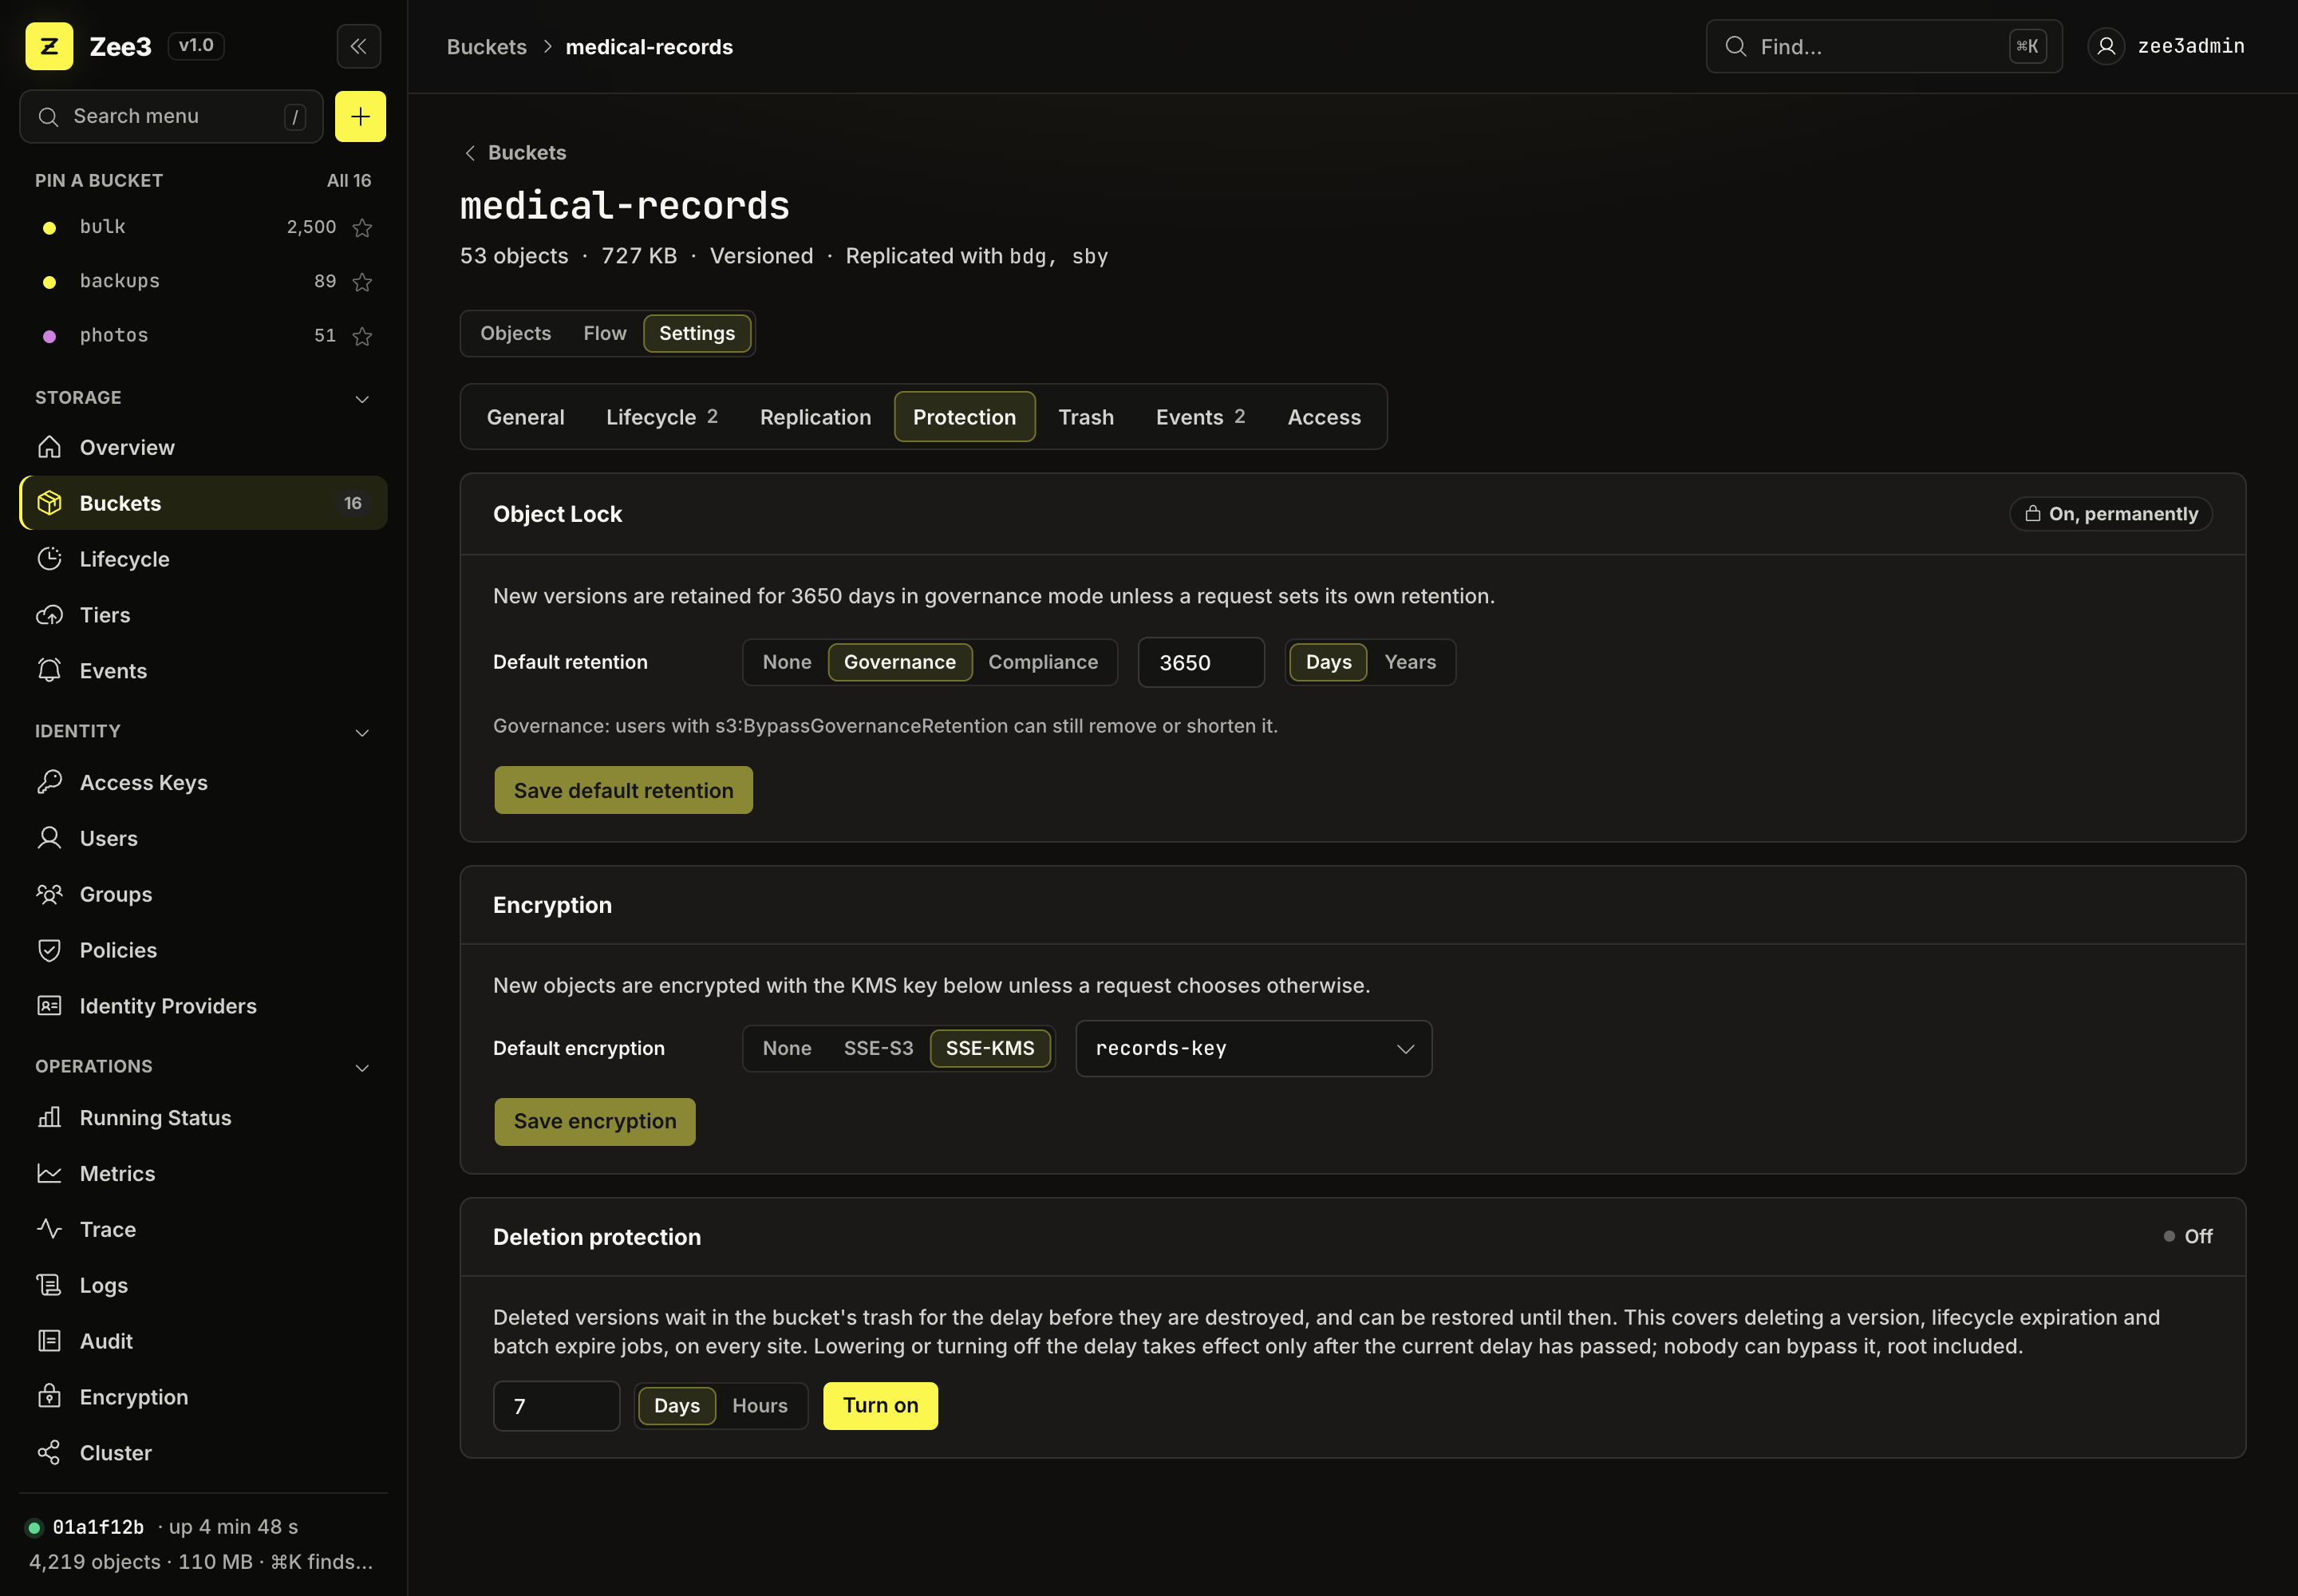 Zee3 v1.0
Search menu /
PIN A BUCKET All 16
bulk 2,500
backups 89
photos 51
STORAGE
Overview
Buckets 16
Lifecycle
Tiers
Events
IDENTITY
Access Keys
Users
Groups
Policies
Identity Providers
OPERATIONS
Running Status
Metrics
Trace
Logs
Audit
Encryption
Cluster
01a1f12b · up 4 min 48 s
4,219 objects · 110 MB · ⌘K finds...
Buckets > medical-records
Find... ⌘K zee3admin
Buckets
medical-records
53 objects · 727 KB · Versioned · Replicated with bdg, sby
Objects Flow Settings
General Lifecycle 2 Replication Protection Trash Events 2 Access
Object Lock On, permanently
New versions are retained for 3650 days in governance mode unless a request sets its own retention.
Default retention None Governance Compliance 3650 Days Years
Governance: users with s3:BypassGovernanceRetention can still remove or shorten it.
Save default retention
Encryption
New objects are encrypted with the KMS key below unless a request chooses otherwise.
Default encryption None SSE-S3 SSE-KMS records-key
Save encryption
Deletion protection Off
Deleted versions wait in the bucket's trash for the delay before they are destroyed, and can be restored until then. This covers deleting a version, lifecycle expiration and
batch expire jobs, on every site. Lowering or turning off the delay takes effect only after the current delay has passed; nobody can bypass it, root included.
7 Days Hours Turn on